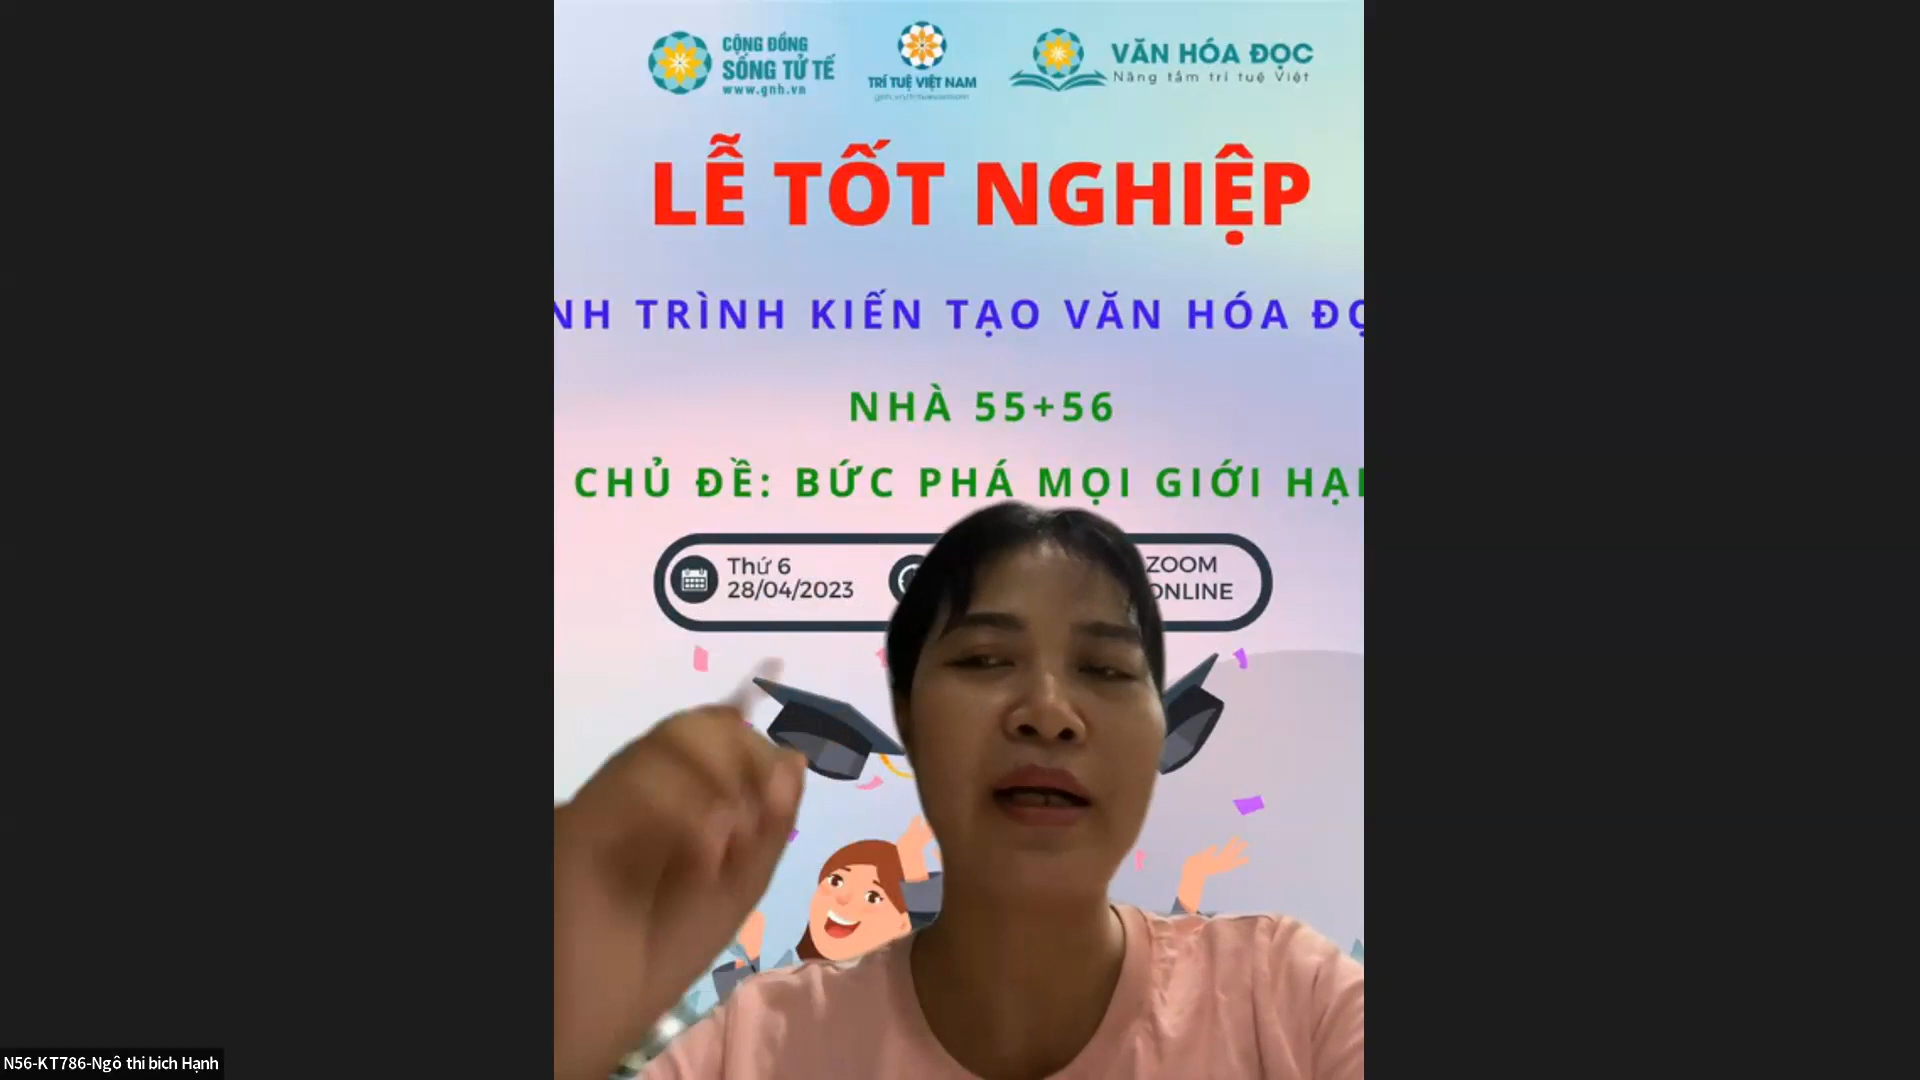 CỘNG ĐỒNG
SỐNG TỬ TẾ
www.gnh.vn
TRÍ TUỆ VIỆT NAM
VĂN HÓA ĐỌC
Nâng tầm trí tuệ Việt
LỄ TỐT NGHIỆP
NH TRÌNH KIẾN TẠO VĂN HÓA ĐỌ
NHÀ 55+56
CHỦ ĐỀ: BỨC PHÁ MỌI GIỚI HẠ
Thứ 6
28/04/2023
ZOOM
ONLINE
N56-KT786-Ngô thi bich Hạnh